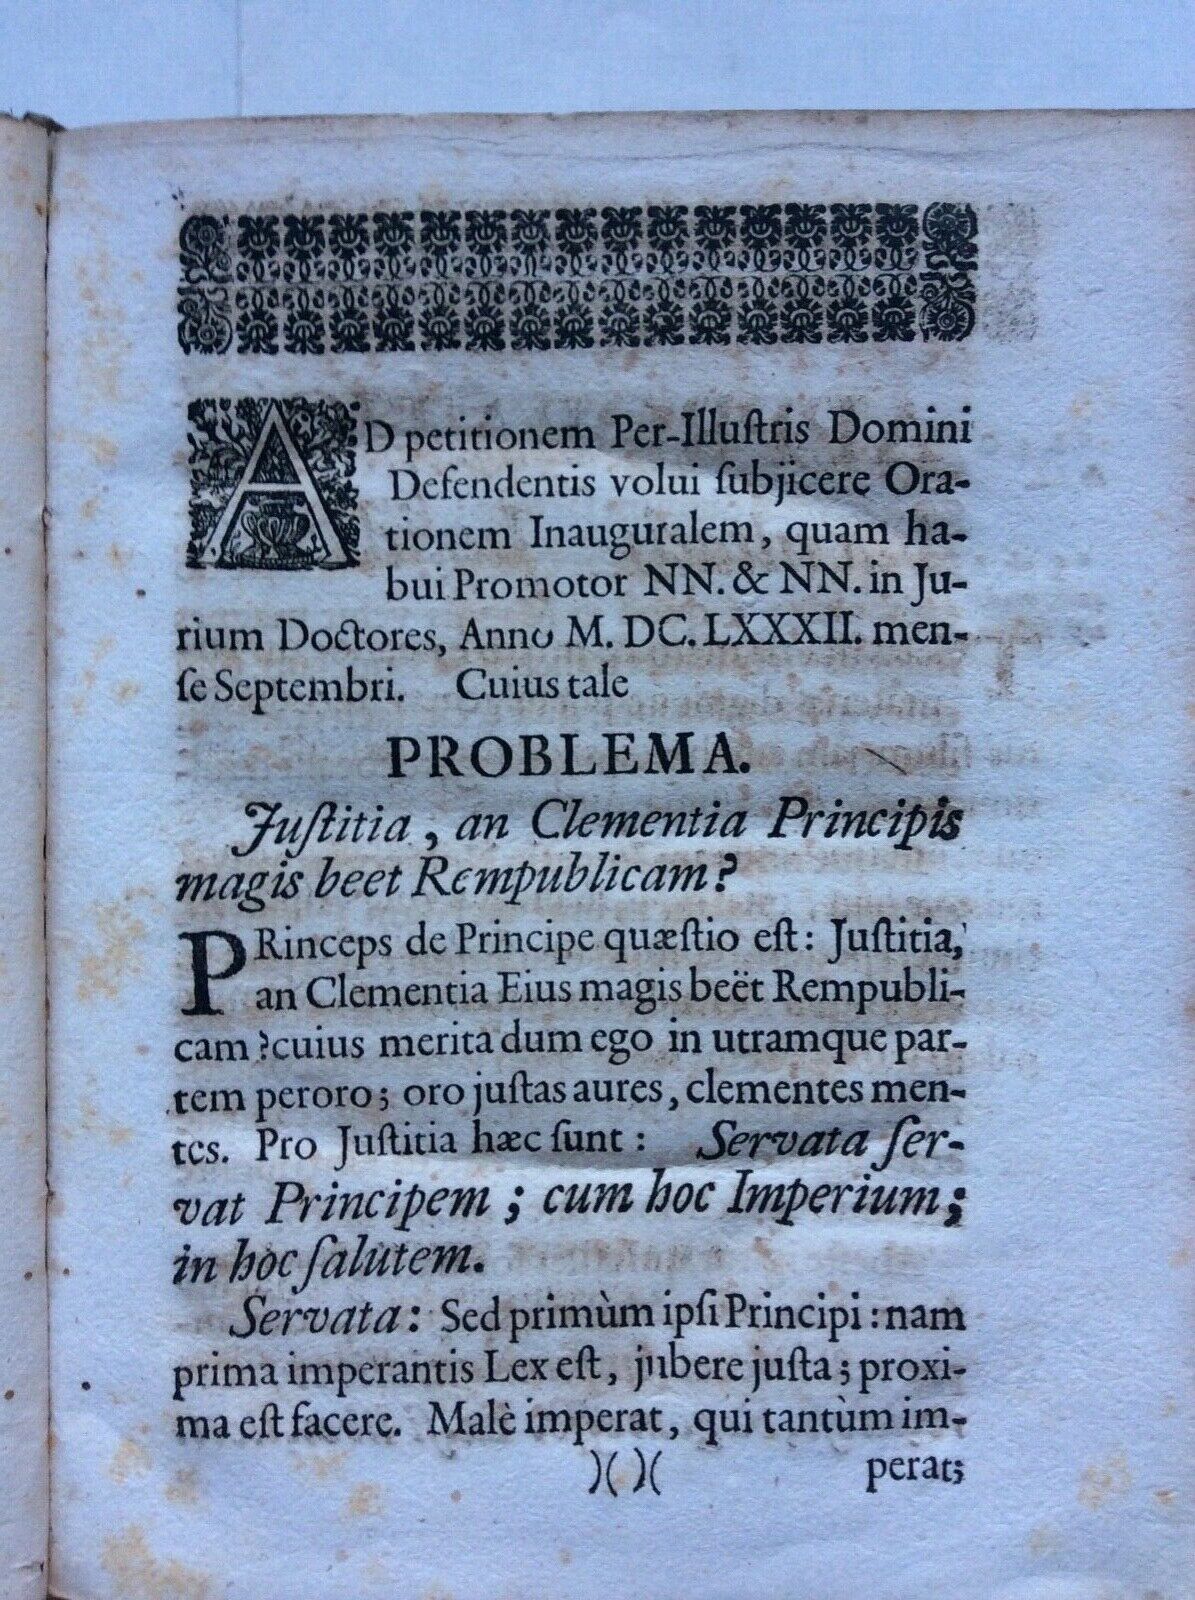 AD petitionem Per-Illuſtris Domini
Defendentis volui ſubjicere Ora-
tionem Inauguralem, quam ha-
bui Promotor NN. & NN. in Ju-
rium Doctores, Anno M. DC. LXXXII. men-
ſe Septembri. Cuius tale
PROBLEMA.
Juſtitia, an Clementia Principis
magis beet Rempublicam?
PRinceps de Principe quæſtio eſt: Juſtitia,
an Clementia Eius magis beët Rempubli-
cam ? cuius merita dum ego in utramque par-
tem peroro; oro juſtas aures, clementes men-
tes. Pro Juſtitia hæc ſunt: Servata ſer-
vat Principem; cum hoc Imperium;
in hoc ſalutem.
Servata: Sed primùm ipſi Principi: nam
prima imperantis Lex eſt, jubere juſta; proxi-
ma eſt facere. Malè imperat, qui tantùm im-
)( )( perat;